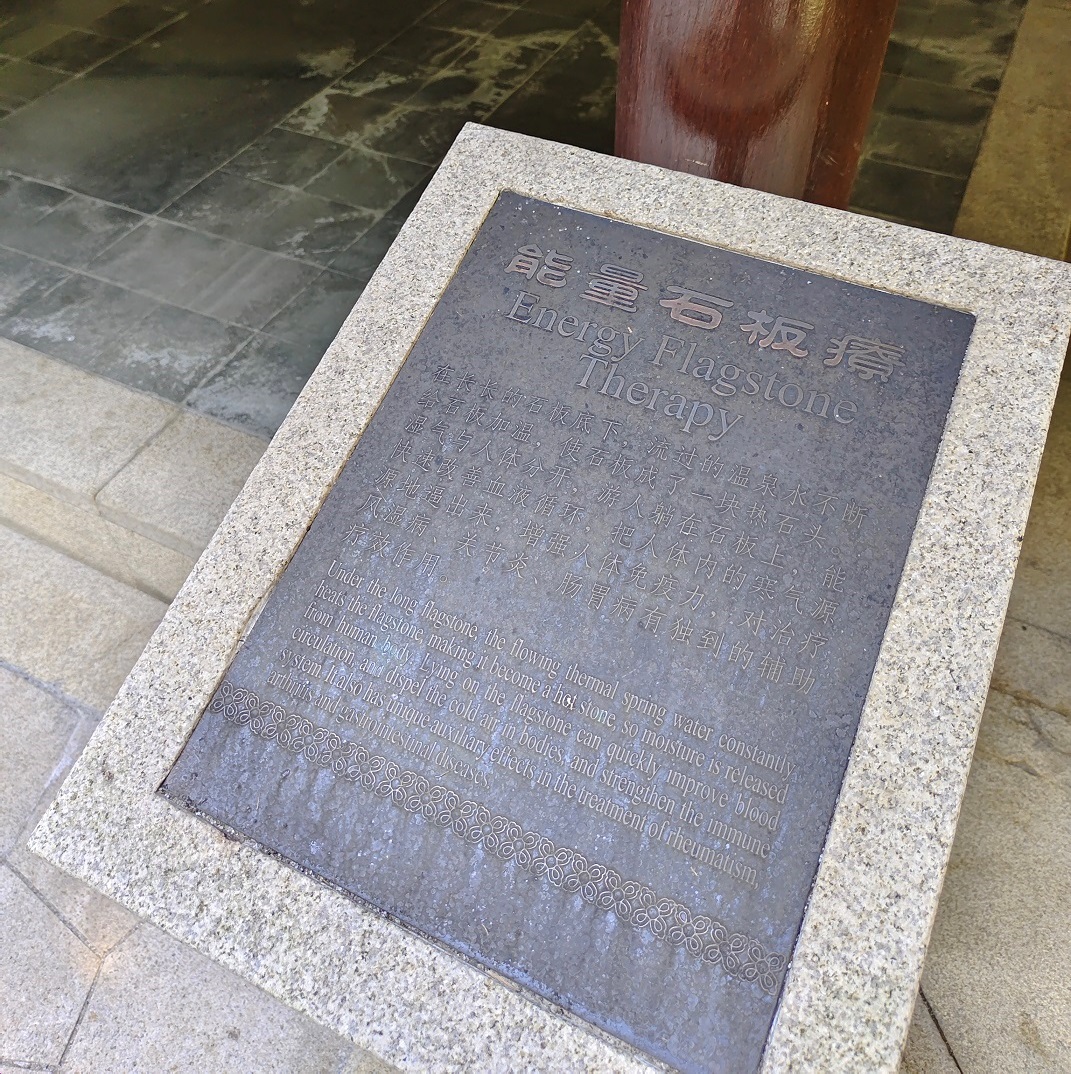 能量石板療
Energy Flagstone
Therapy
在长长的石板底下，流过的温泉水不断
给石板加温，使石板成了一块热石头。
湿气与人体分开，游人躺在石板上，能
快速改善血液循环，把人体内的寒气源
源地逼出来，增强人体免疫力，对治疗
风湿病、关节炎、肠胃病有独到的辅助
疗效作用。
Under the long flagstone, the flowing thermal spring water constantly
heats the flagstone, making it become a hot stone, so moisture is released
from human body. Lying on the flagstone can quickly improve blood
circulation, and dispel the cold air in bodies, and strengthen the immune
system. It also has unique auxiliary effects in the treatment of rheumatism,
arthritis, and gastrointestinal diseases.